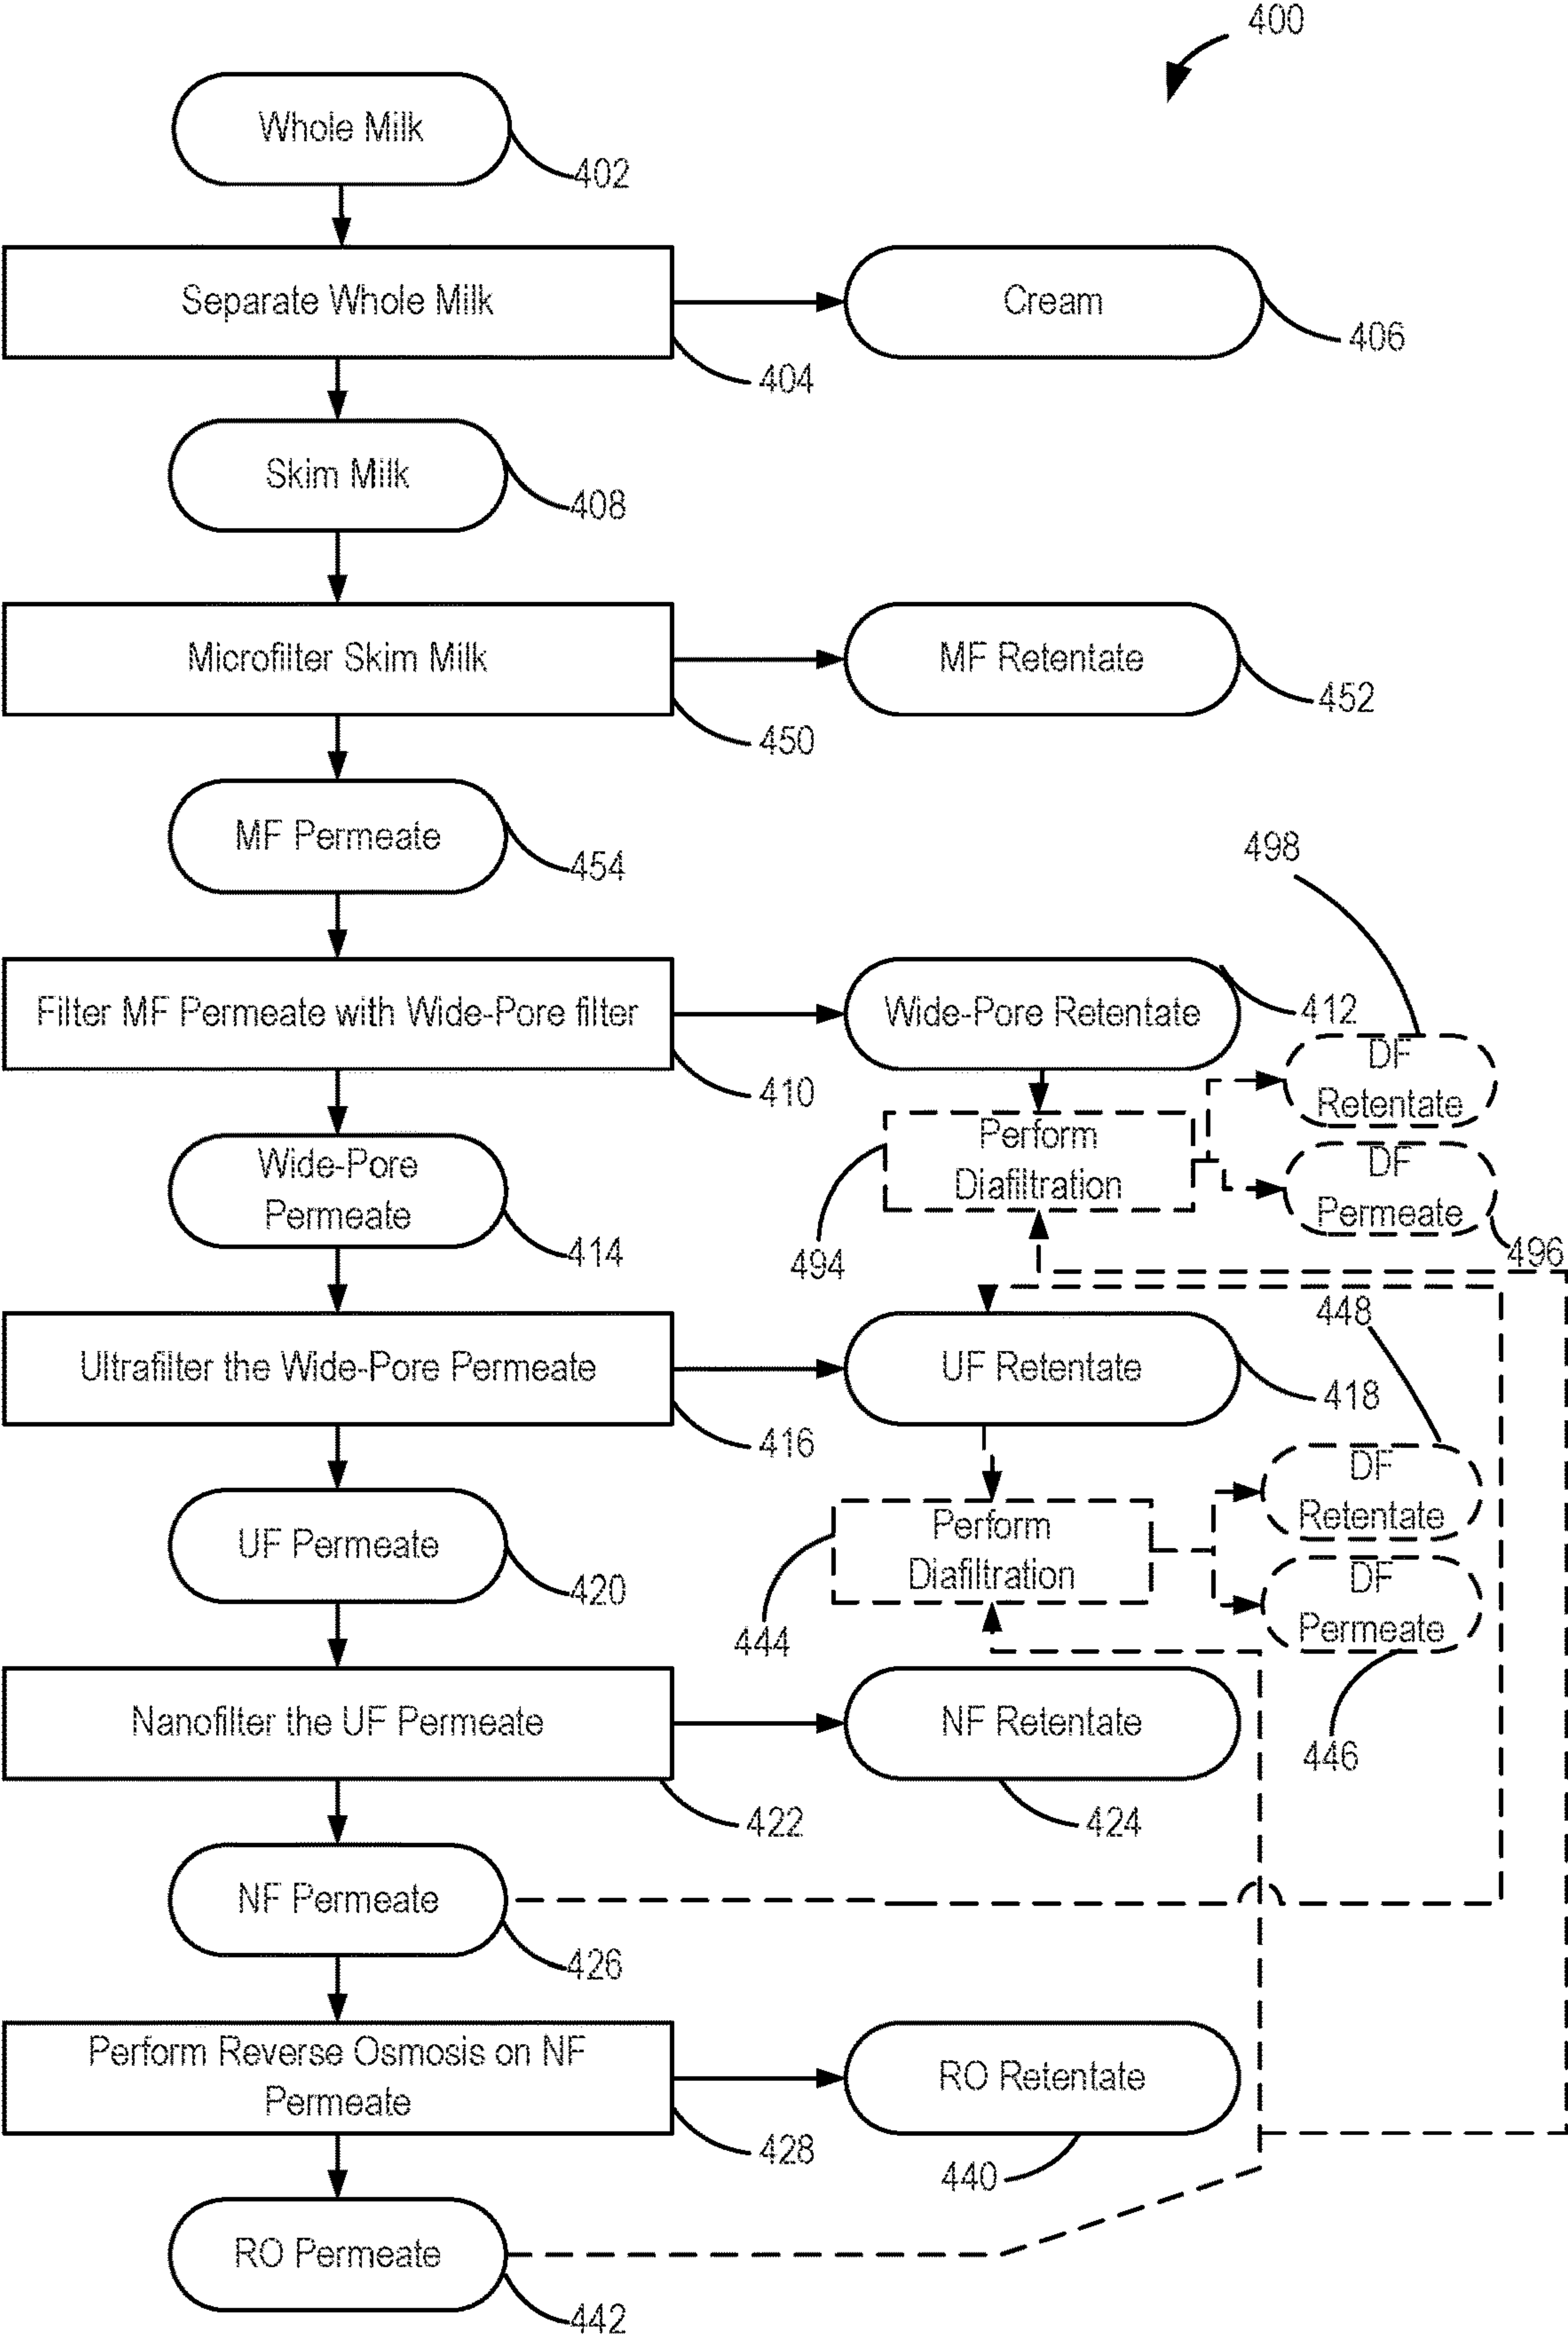 400
Whole Milk
402
Separate Whole Milk
Cream
406
404
Skim Milk
408
Microfilter Skim Milk
MF Retentate
452
450
MF Permeate
454
498
Filter MF Permeate with Wide-Pore filter
Wide-Pore Retentate
412
410
DF
Retentate
Perform
Diafiltration
DF
Permeate
494
496
Wide-Pore
Permeate
414
448
Ultrafilter the Wide-Pore Permeate
UF Retentate
418
416
DF
Retentate
Perform
Diafiltration
DF
Permeate
444
446
UF Permeate
420
Nanofilter the UF Permeate
NF Retentate
422
424
NF Permeate
426
Perform Reverse Osmosis on NF
Permeate
RO Retentate
428
440
RO Permeate
442